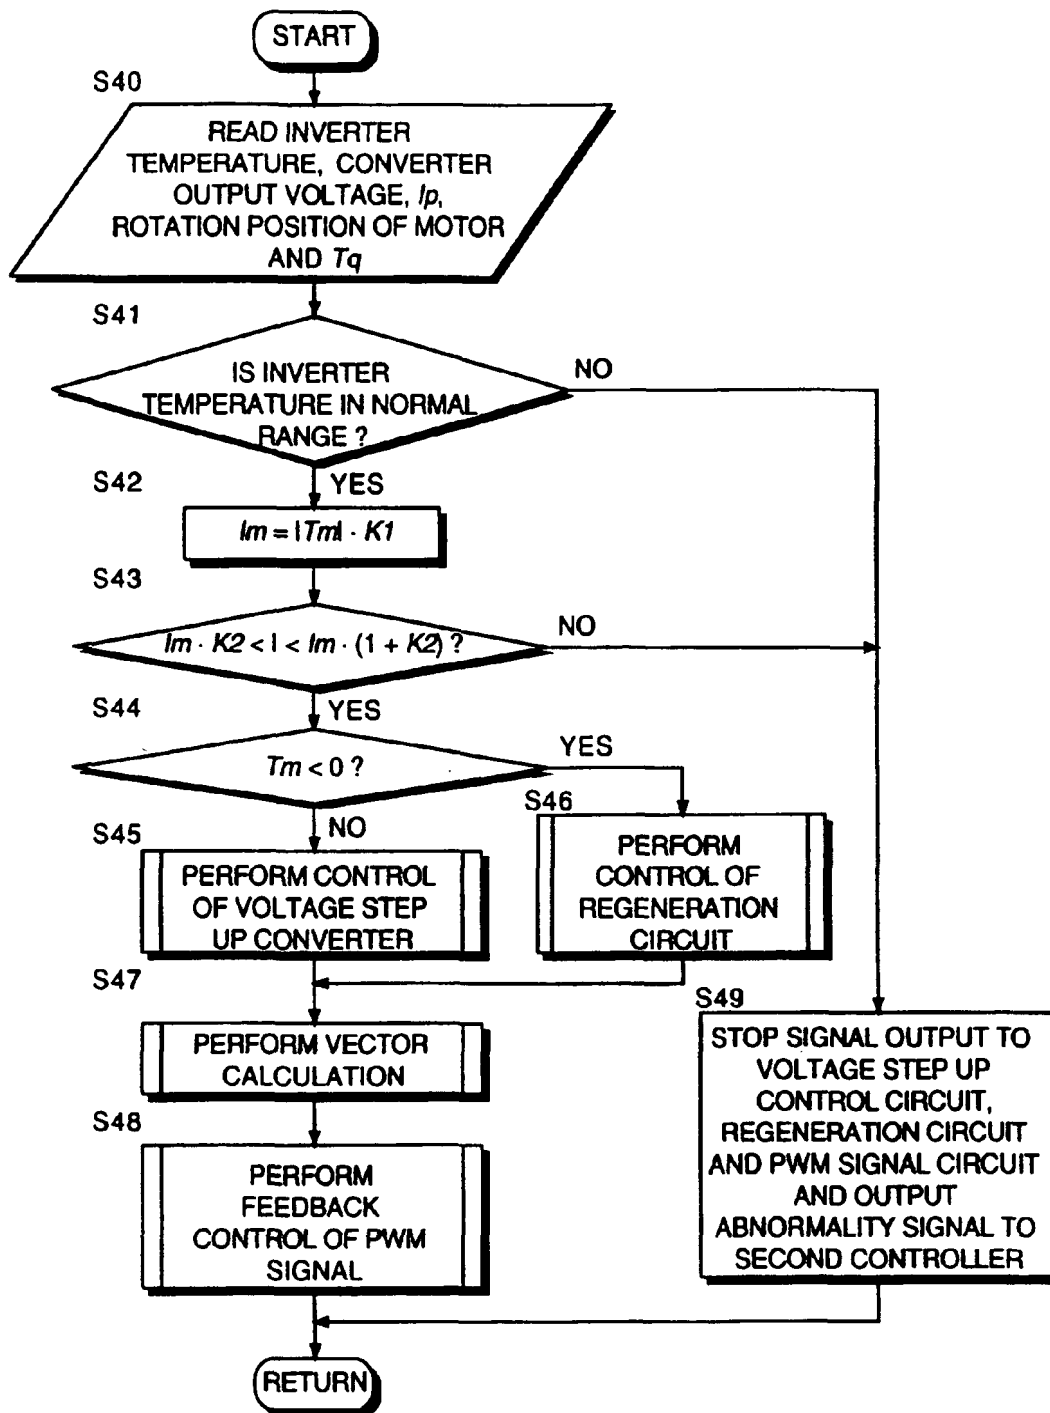 START
S40
READ INVERTER
TEMPERATURE, CONVERTER
OUTPUT VOLTAGE, Ip,
ROTATION POSITION OF MOTOR
AND Tq
S41
IS INVERTER
TEMPERATURE IN NORMAL
RANGE ?
NO
YES
S42
Im = |Tm| · K1
S43
Im · K2 < I < Im · (1 + K2) ?
NO
YES
S44
Tm < 0 ?
YES
NO
S45
PERFORM CONTROL
OF VOLTAGE STEP
UP CONVERTER
S46
PERFORM
CONTROL OF
REGENERATION
CIRCUIT
S47
PERFORM VECTOR
CALCULATION
S48
PERFORM
FEEDBACK
CONTROL OF PWM
SIGNAL
S49
STOP SIGNAL OUTPUT TO
VOLTAGE STEP UP
CONTROL CIRCUIT,
REGENERATION CIRCUIT
AND PWM SIGNAL CIRCUIT
AND OUTPUT
ABNORMALITY SIGNAL TO
SECOND CONTROLLER
RETURN